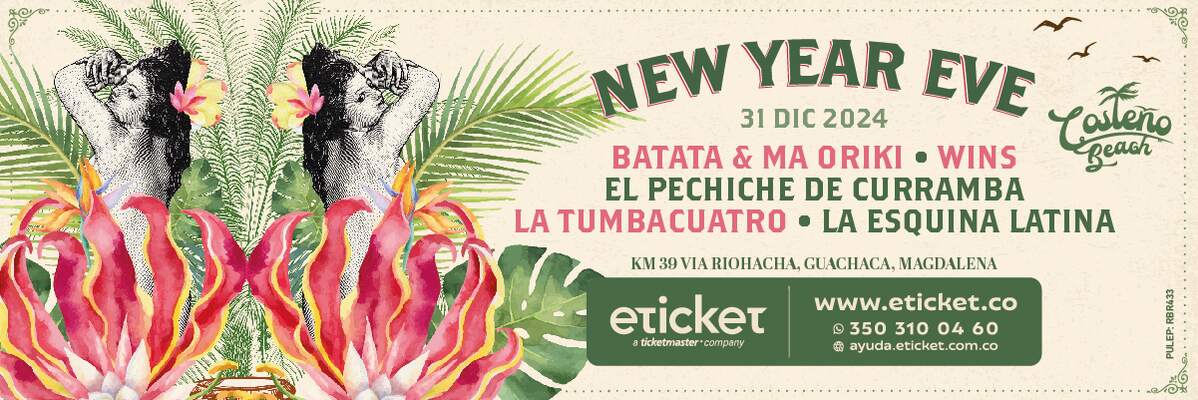 NEW YEAR EVE
31 DIC 2024
BATATA & MA ORIKI • WINS
EL PECHICHE DE CURRAMBA
LA TUMBACUATRO • LA ESQUINA LATINA
Costeño
Beach
KM 39 VIA RIOHACHA, GUACHACA, MAGDALENA
eticket
a ticketmaster® company
www.eticket.co
350 310 04 60
ayuda.eticket.com.co
PULEP: RBR433